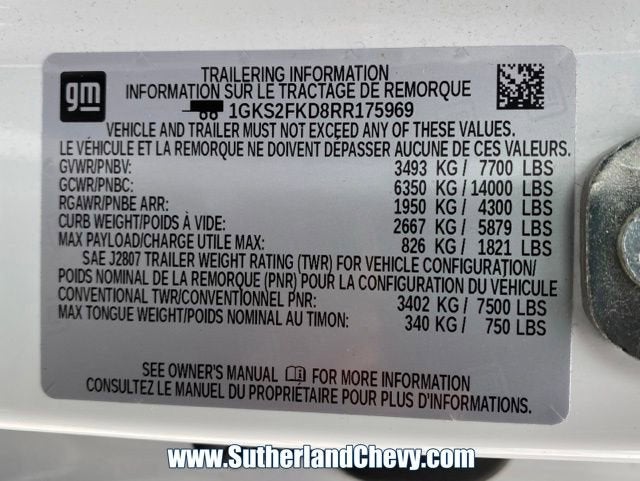 gm
TRAILERING INFORMATION
INFORMATION SUR LE TRACTAGE DE REMORQUE
1GKS2FKD8RR175969
VEHICLE AND TRAILER MUST NOT EXCEED ANY OF THESE VALUES.
LE VÉHICULE ET LA REMORQUE NE DOIVENT DÉPASSER AUCUNE DE CES VALEURS.
GVWR/PNBV: 3493 KG / 7700 LBS
GCWR/PNBC: 6350 KG / 14000 LBS
RGAWR/PNBE ARR: 1950 KG / 4300 LBS
CURB WEIGHT/POIDS À VIDE: 2667 KG / 5879 LBS
MAX PAYLOAD/CHARGE UTILE MAX: 826 KG / 1821 LBS
SAE J2807 TRAILER WEIGHT RATING (TWR) FOR VEHICLE CONFIGURATION/
POIDS NOMINAL DE LA REMORQUE (PNR) POUR LA CONFIGURATION DU VÉHICULE
CONVENTIONAL TWR/CONVENTIONNEL PNR: 3402 KG / 7500 LBS
MAX TONGUE WEIGHT/POIDS NOMINAL AU TIMON: 340 KG / 750 LBS
SEE OWNER'S MANUAL FOR MORE INFORMATION
CONSULTEZ LE MANUEL DU PROPRIÉTAIRE POUR PLUS D'INFORMATIONS.
www.SutherlandChevy.com